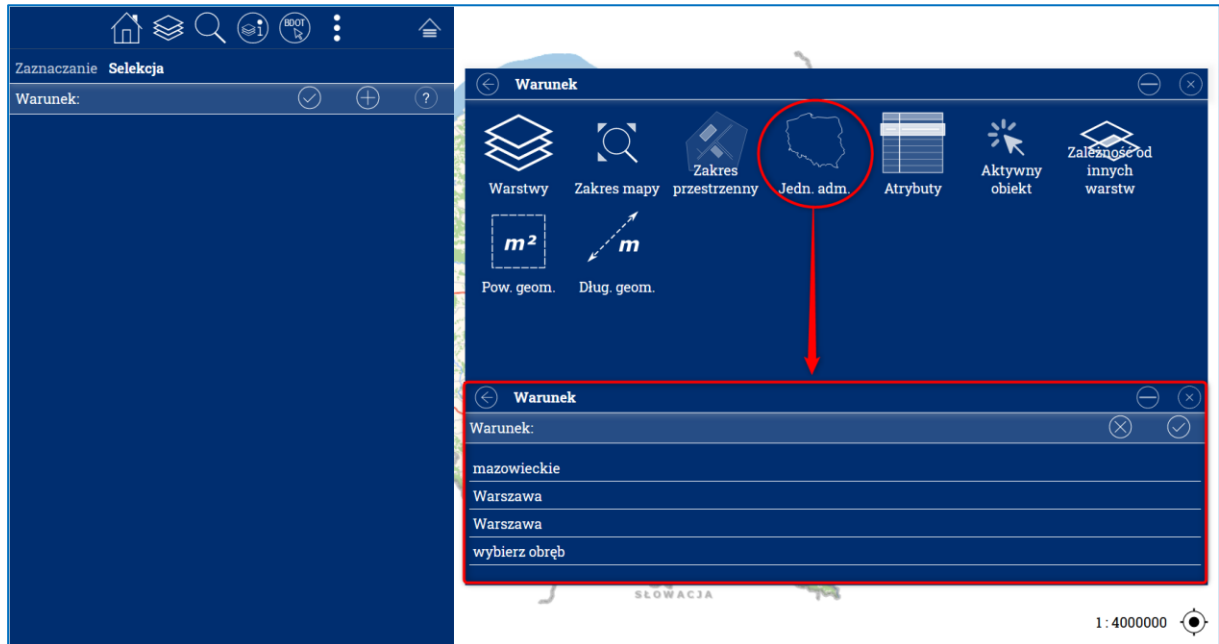 BDOT
Zaznaczanie Selekcja
Warunek:
?
Warunek
Warstwy
Zakres mapy
Zakres
przestrzenny
Jedn. adm.
Atrybuty
Aktywny
obiekt
Zależność od
innych
warstw
m²
Pow. geom.
m
Dług. geom.
Warunek
Warunek:
mazowieckie
Warszawa
Warszawa
wybierz obręb
SŁOWACJA
1:4000000